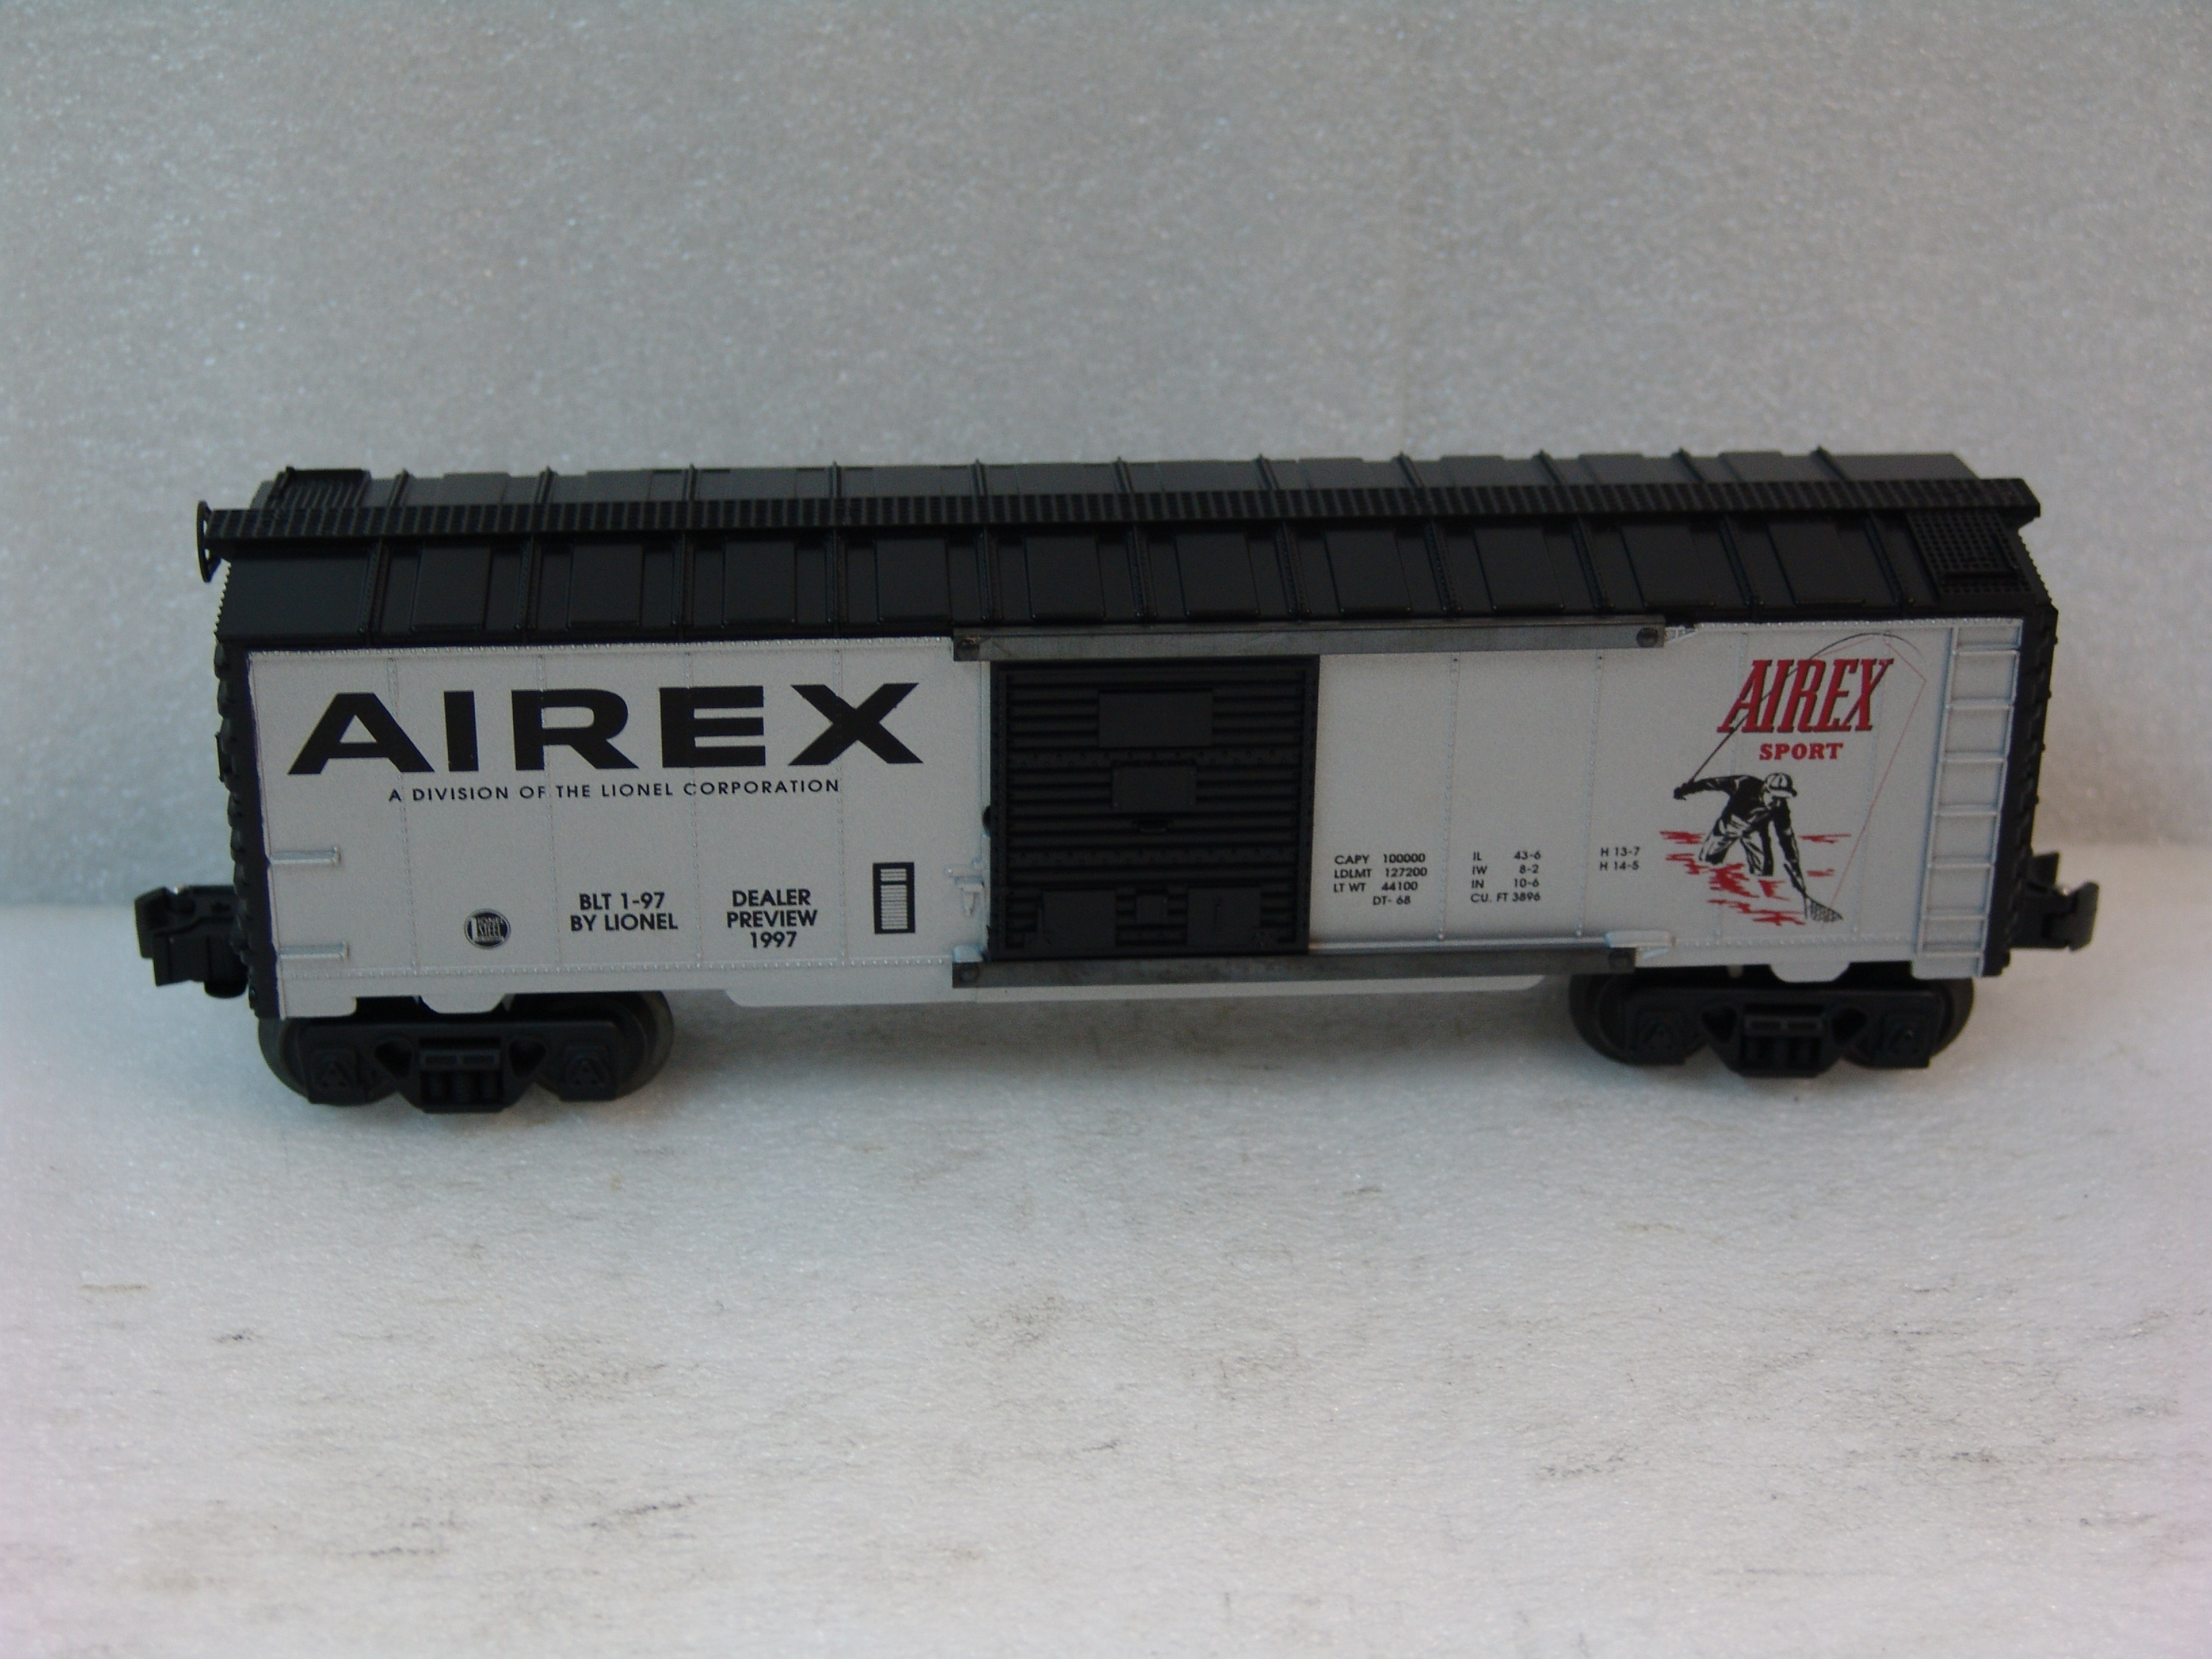 AIREX
A DIVISION OF THE LIONEL CORPORATION
BLT 1-97
BY LIONEL
DEALER
PREVIEW
1997
CAPY 100000
LDLMT 127200
LT WT 44100
DT- 68
IL 43-6
IW 8-2
IN 10-6
CU. FT 3896
H 13-7
H 14-5
AIREX
SPORT